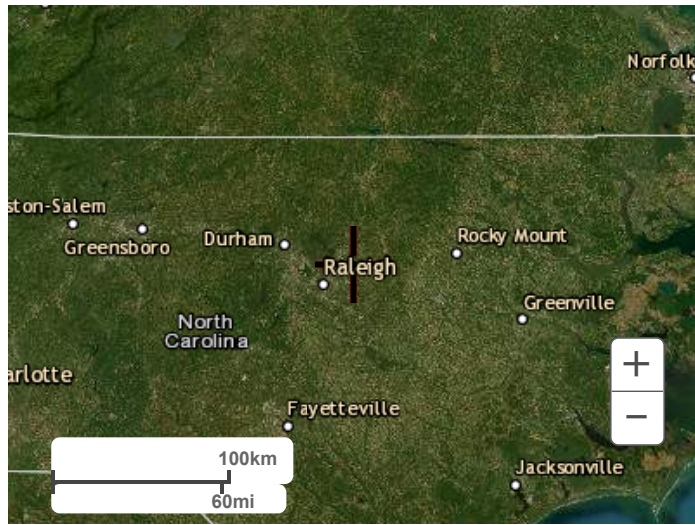 Norfolk
ston-Salem
Greensboro
Durham
Rocky Mount
Raleigh
Greenville
North
Carolina
arlotte
+
Fayetteville
−
100km
Jacksonville
60mi